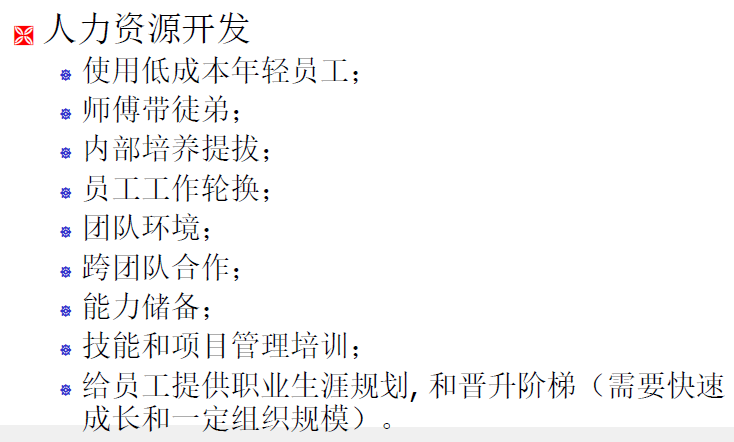 人力资源开发
使用低成本年轻员工；
师傅带徒弟；
内部培养提拔；
员工工作轮换；
团队环境；
跨团队合作；
能力储备；
技能和项目管理培训；
给员工提供职业生涯规划, 和晋升阶梯（需要快速
成长和一定组织规模）。